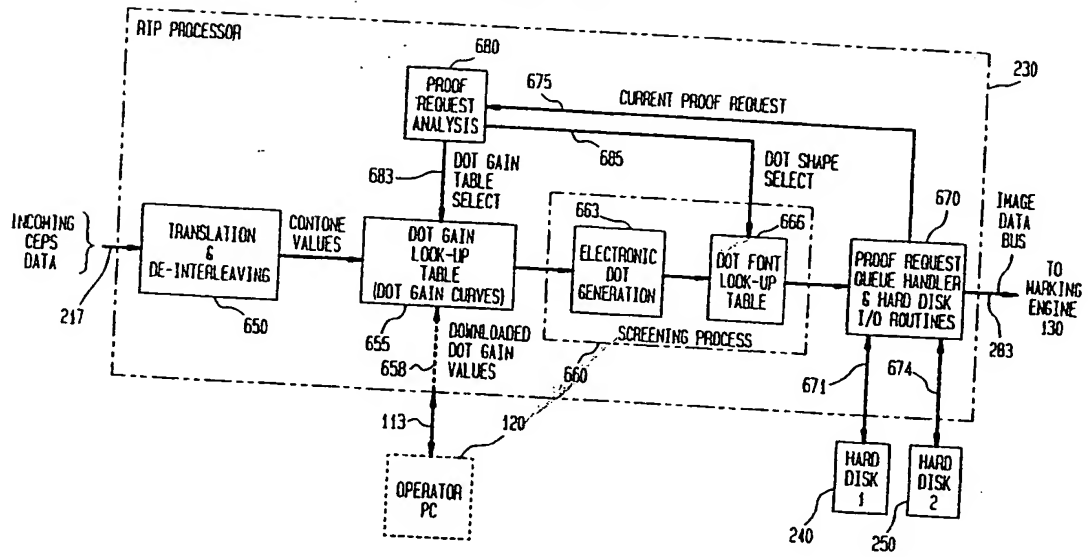 RIP PROCESSOR
680
PROOF
REQUEST
ANALYSIS
675
CURRENT PROOF REQUEST
230
685
683
DOT GAIN
TABLE
SELECT
DOT SHAPE
SELECT
INCOMING
CEPS
DATA
217
TRANSLATION
&
DE-INTERLEAVING
650
CONTONE
VALUES
DOT GAIN
LOOK-UP
TABLE
(DOT GAIN CURVES)
655
663
ELECTRONIC
DOT
GENERATION
666
DOT FONT
LOOK-UP
TABLE
SCREENING PROCESS
660
670
PROOF REQUEST
QUEUE HANDLER
& HARD DISK
I/O ROUTINES
IMAGE
DATA
BUS
TO
MARKING
ENGINE 130
283
658
DOWNLOADED
DOT GAIN
VALUES
671
674
113
120
OPERATOR
PC
HARD
DISK
1
240
HARD
DISK
2
250